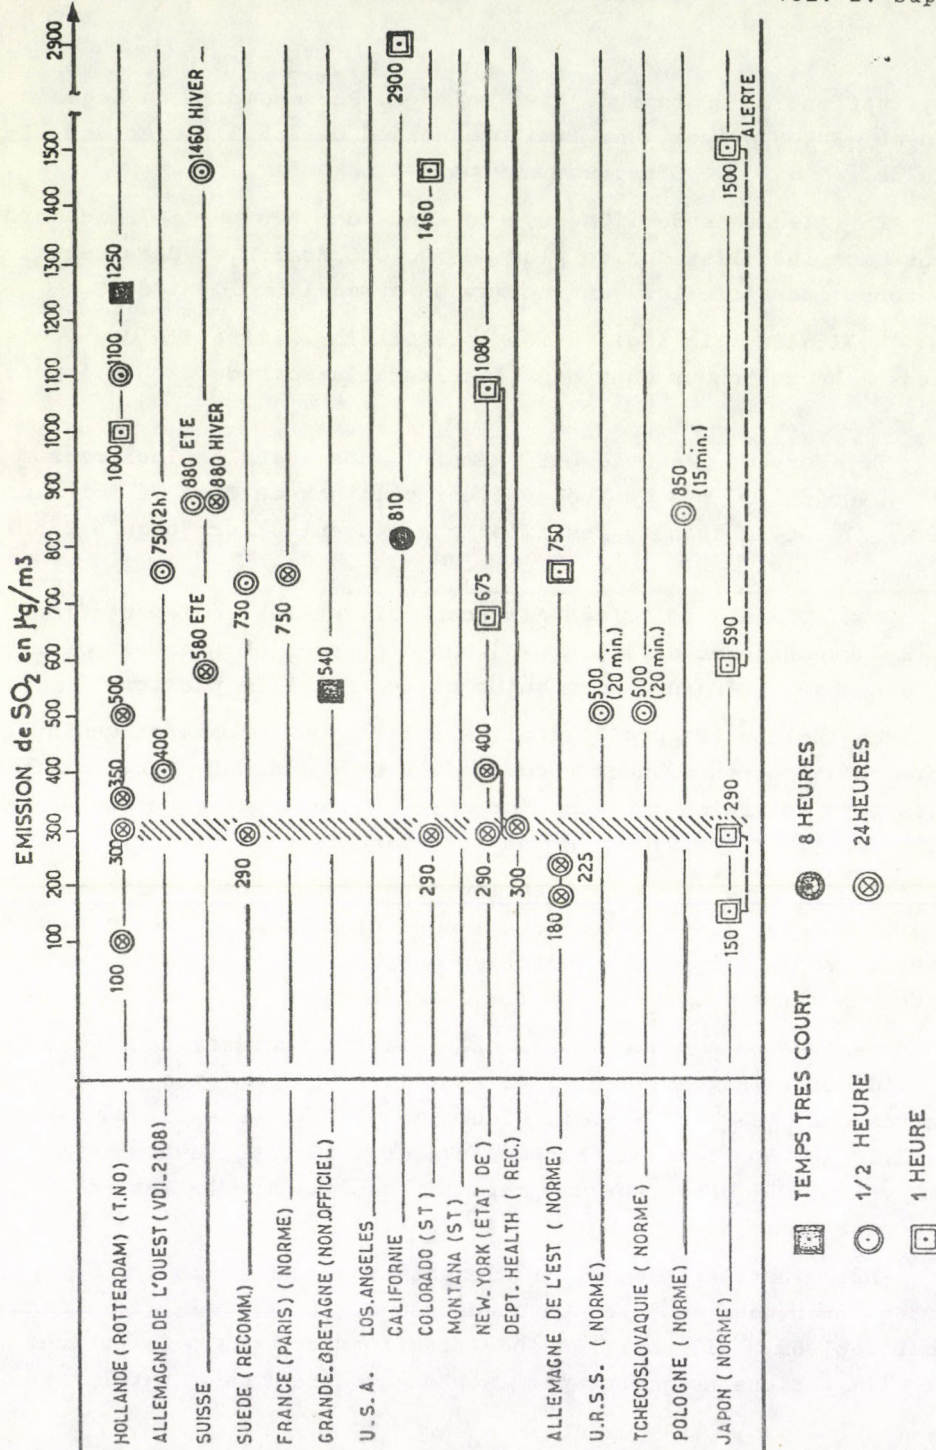 EMISSION de SO2 en µg/m3
100 200 300 400 500 600 700 800 900 1000 1100 1200 1300 1400 1500 2900
HOLLANDE (ROTTERDAM) (T.NO) 100 300 350 500 1000 1100 1250
ALLEMAGNE DE L'OUEST (VDI.2108) 400 750(2h)
SUISSE 580 ETE 880 ETE 880 HIVER 1460 HIVER
SUEDE (RECOMM.) 290 730
FRANCE (PARIS) (NORME) 750
GRANDE.BRETAGNE (NON.OFFICIEL) 540
U.S.A. LOS.ANGELES
CALIFORNIE 810 2900
COLORADO (ST) 290 1460
MONTANA (ST)
NEW.YORK (ETAT DE) 290 400 675 1080
DEPT. HEALTH (REC.) 300
ALLEMAGNE DE L'EST (NORME) 180 225 750
U.R.S.S. (NORME) 500
(20 min.)
TCHECOSLOVAQUIE (NORME) 500
(20 min.)
POLOGNE (NORME) 850
(15 min.)
JAPON (NORME) 150 290 590 1500
ALERTE
TEMPS TRES COURT
1/2 HEURE
1 HEURE
8 HEURES
24 HEURES